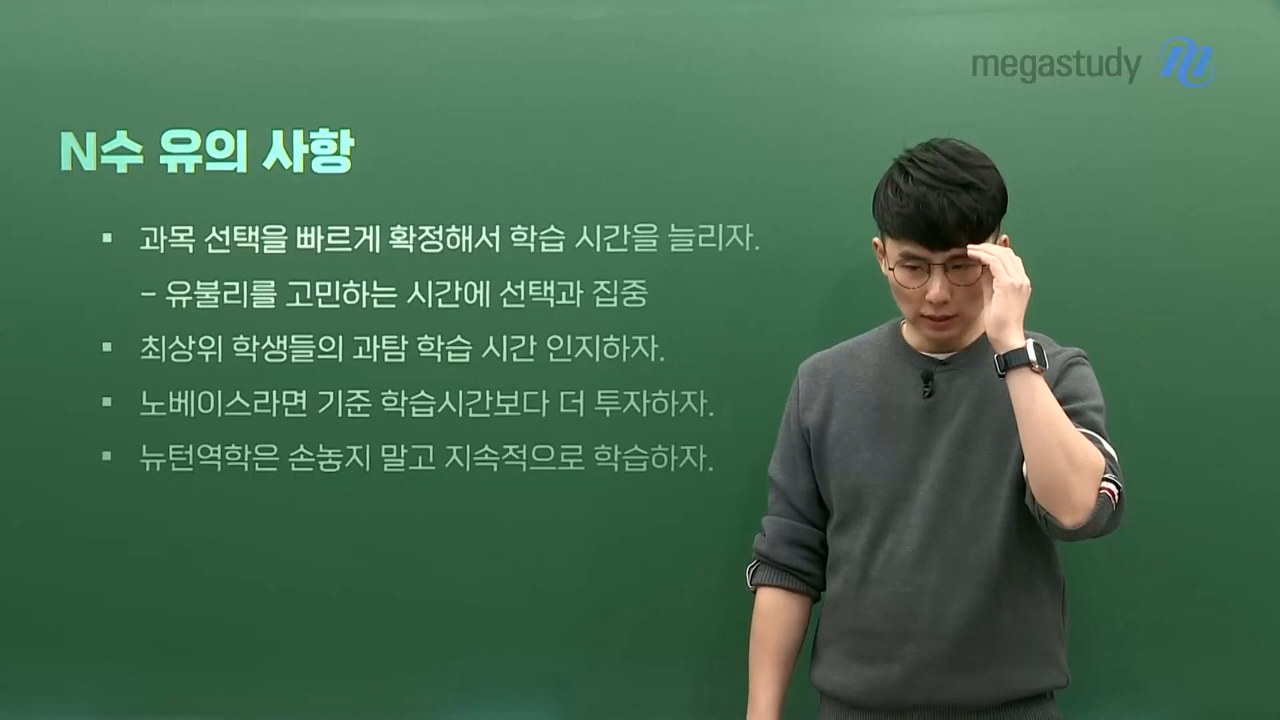 megastudy
N수 유의 사항
▪ 과목 선택을 빠르게 확정해서 학습 시간을 늘리자.
– 유불리를 고민하는 시간에 선택과 집중
▪ 최상위 학생들의 과탐 학습 시간 인지하자.
▪ 노베이스라면 기준 학습시간보다 더 투자하자.
▪ 뉴턴역학은 손놓지 말고 지속적으로 학습하자.